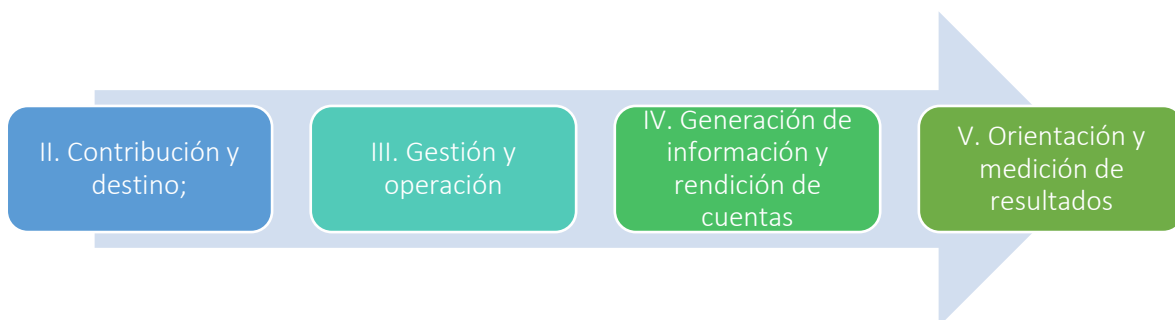 II. Contribución y
destino;
III. Gestión y
operación
IV. Generación de
información y
rendición de
cuentas
V. Orientación y
medición de
resultados